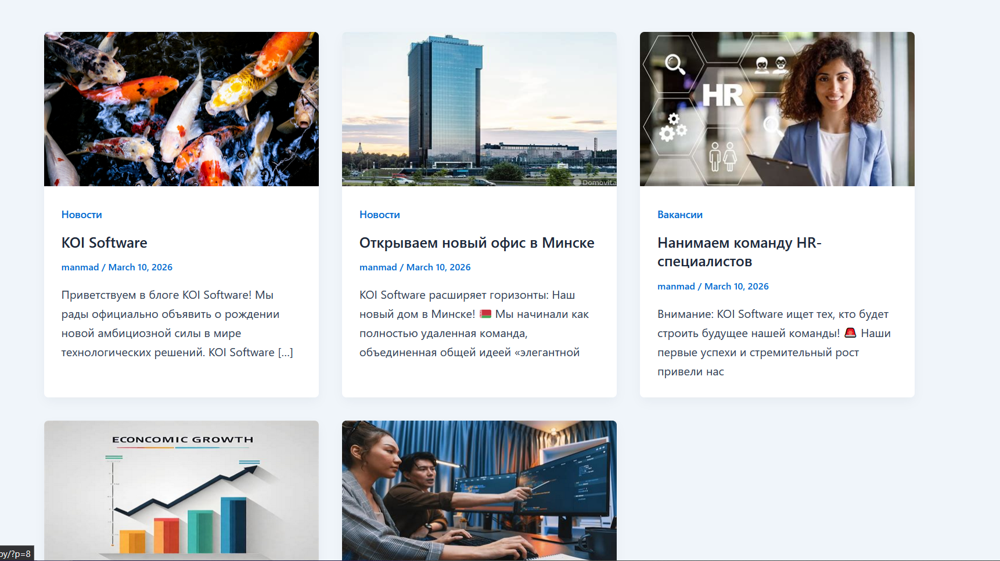 HR
Domovita
Новости
KOI Software
manmad / March 10, 2026
Приветствуем в блоге KOI Software! Мы
рады официально объявить о рождении
новой амбициозной силы в мире
технологических решений. KOI Software […]
Новости
Открываем новый офис в Минске
manmad / March 10, 2026
KOI Software расширяет горизонты: Наш
новый дом в Минске! 🇧🇾 Мы начинали как
полностью удаленная команда,
объединенная общей идеей «элегантной
Вакансии
Нанимаем команду HR-
специалистов
manmad / March 10, 2026
Внимание: KOI Software ищет тех, кто будет
строить будущее нашей команды! 🚨 Наши
первые успехи и стремительный рост
привели нас
ECONCOMIC GROWTH
by/?p=8